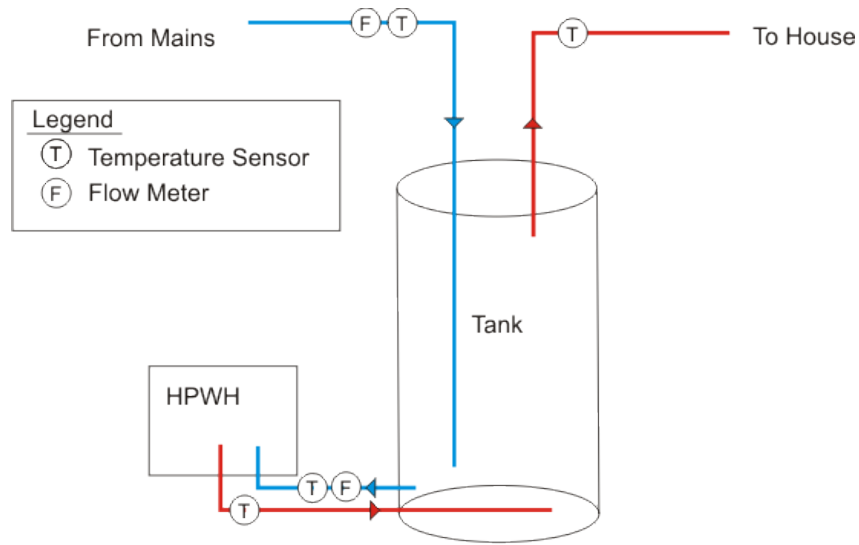 From Mains
F
T
T
To House
Legend
T Temperature Sensor
F Flow Meter
Tank
HPWH
T
F
T